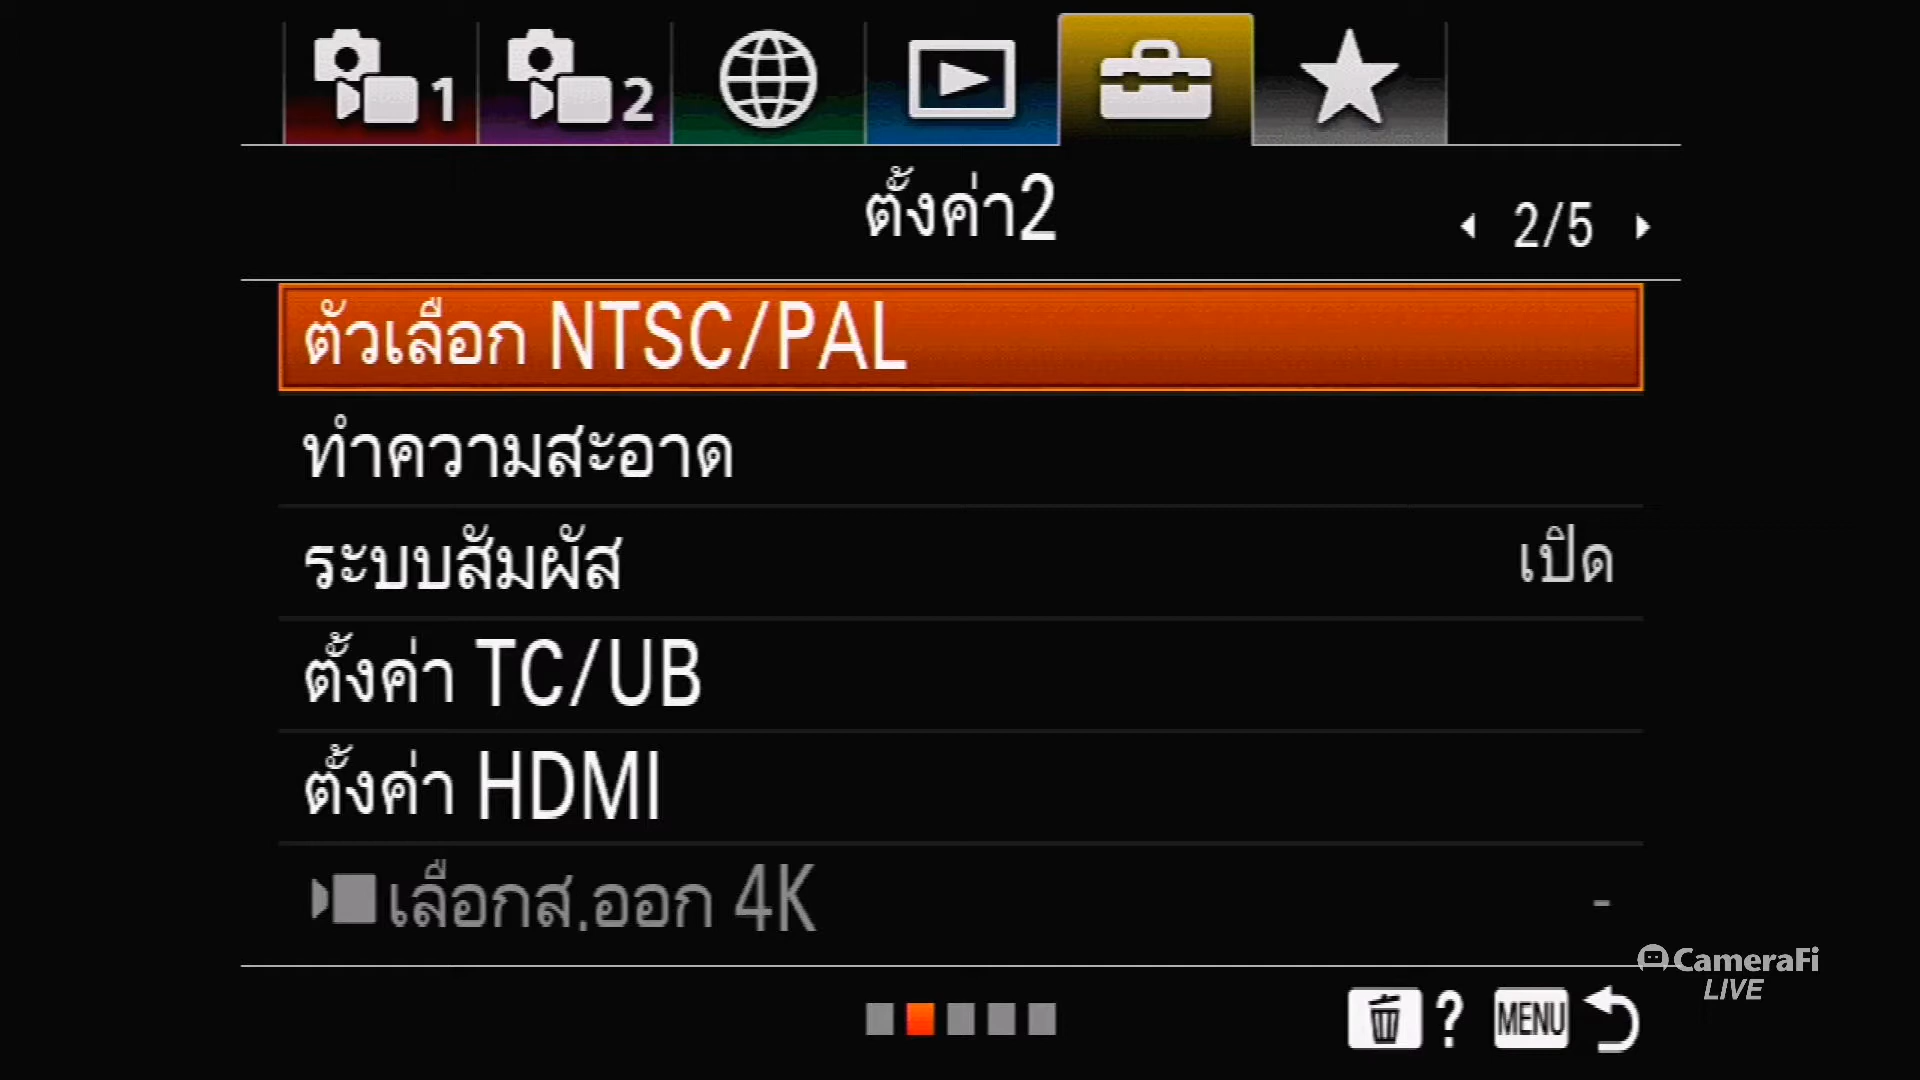 1
2
ตั้งค่า2
2/5
ตัวเลือก NTSC/PAL
ทำความสะอาด
ระบบสัมผัส เปิด
ตั้งค่า TC/UB
ตั้งค่า HDMI
เลือกส.ออก 4K -
CameraFi
LIVE
? MENU